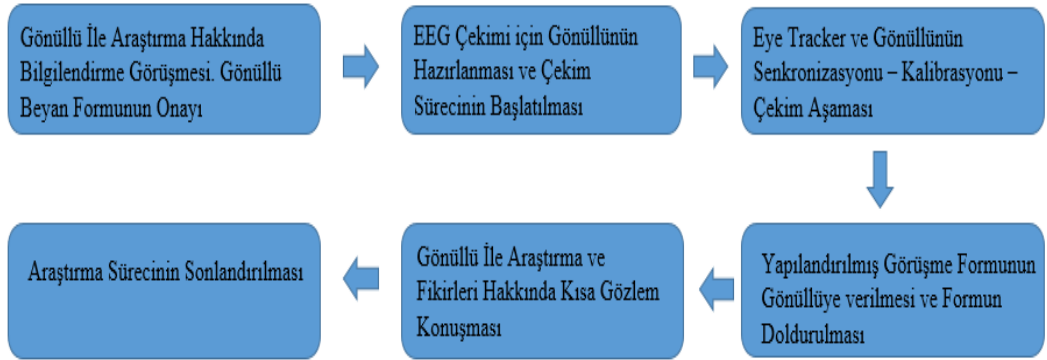 Gönüllü İle Araştırma Hakkında
Bilgilendirme Görüşmesi. Gönüllü
Beyan Formunun Onayı
EEG Çekimi için Gönüllünün
Hazırlanması ve Çekim
Sürecinin Başlatılması
Eye Tracker ve Gönüllünün
Senkronizasyonu – Kalibrasyonu –
Çekim Aşaması
Yapılandırılmış Görüşme Formunun
Gönüllüye verilmesi ve Formun
Doldurulması
Gönüllü İle Araştırma ve
Fikirleri Hakkında Kısa Gözlem
Konuşması
Araştırma Sürecinin Sonlandırılması